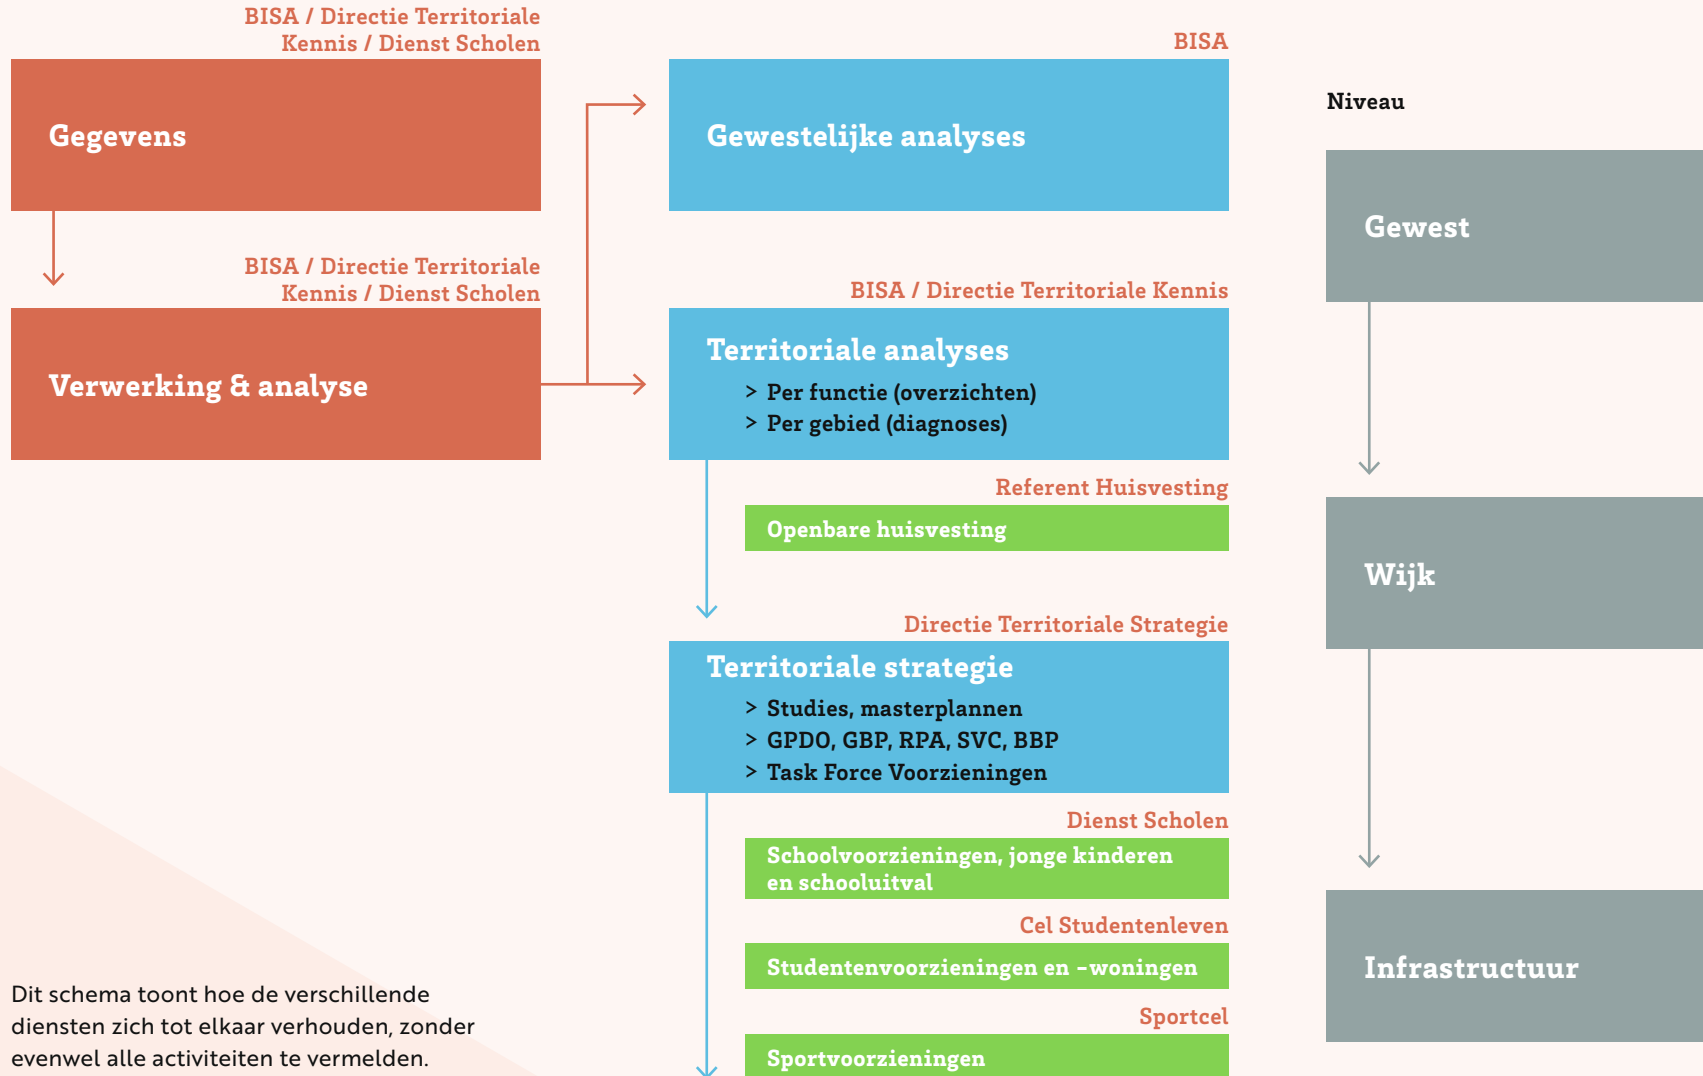 BISA / Directie Territoriale
Kennis / Dienst Scholen
Gegevens
BISA / Directie Territoriale
Kennis / Dienst Scholen
Verwerking & analyse
BISA
Gewestelijke analyses
BISA / Directie Territoriale Kennis
Territoriale analyses
> Per functie (overzichten)
> Per gebied (diagnoses)
Referent Huisvesting
Openbare huisvesting
Directie Territoriale Strategie
Territoriale strategie
> Studies, masterplannen
> GPDO, GBP, RPA, SVC, BBP
> Task Force Voorzieningen
Dienst Scholen
Schoolvoorzieningen, jonge kinderen
en schooluitval
Cel Studentenleven
Studentenvoorzieningen en –woningen
Sportcel
Sportvoorzieningen
Niveau
Gewest
Wijk
Infrastructuur
Dit schema toont hoe de verschillende
diensten zich tot elkaar verhouden, zonder
evenwel alle activiteiten te vermelden.